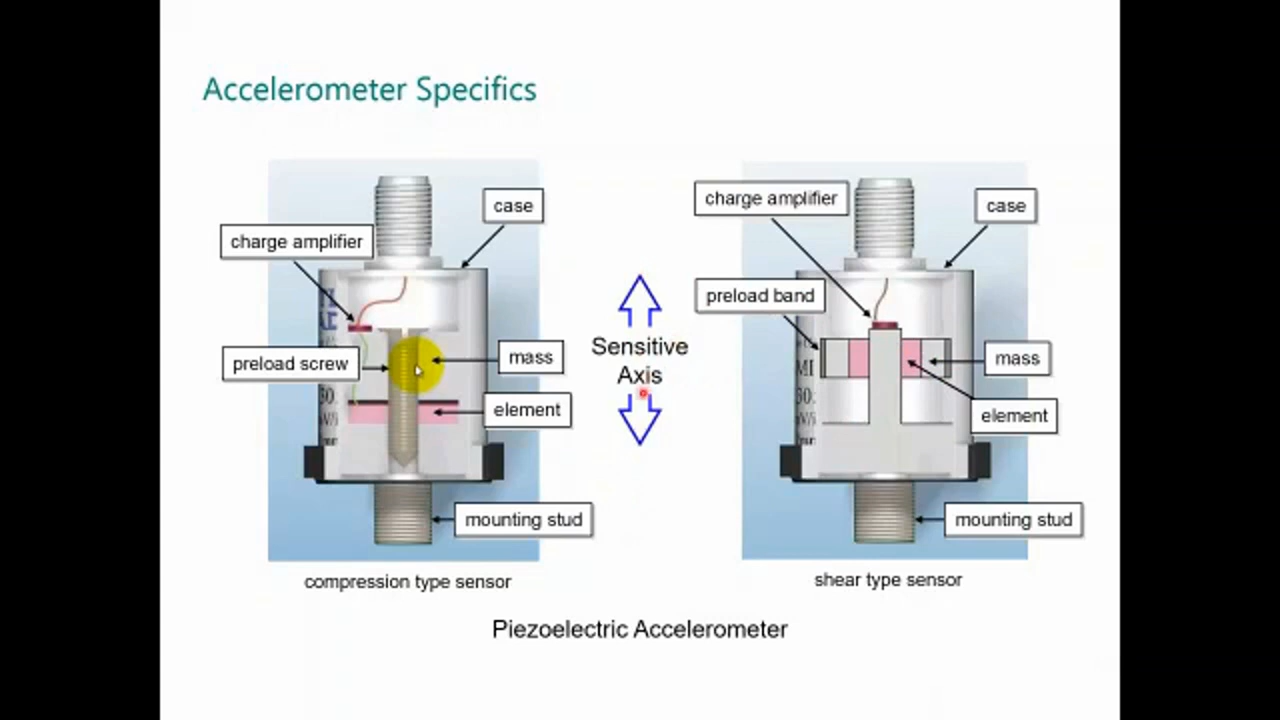 Accelerometer Specifics
case
charge amplifier
preload screw
mass
element
mounting stud
compression type sensor
Sensitive
Axis
charge amplifier
case
preload band
mass
element
mounting stud
shear type sensor
Piezoelectric Accelerometer